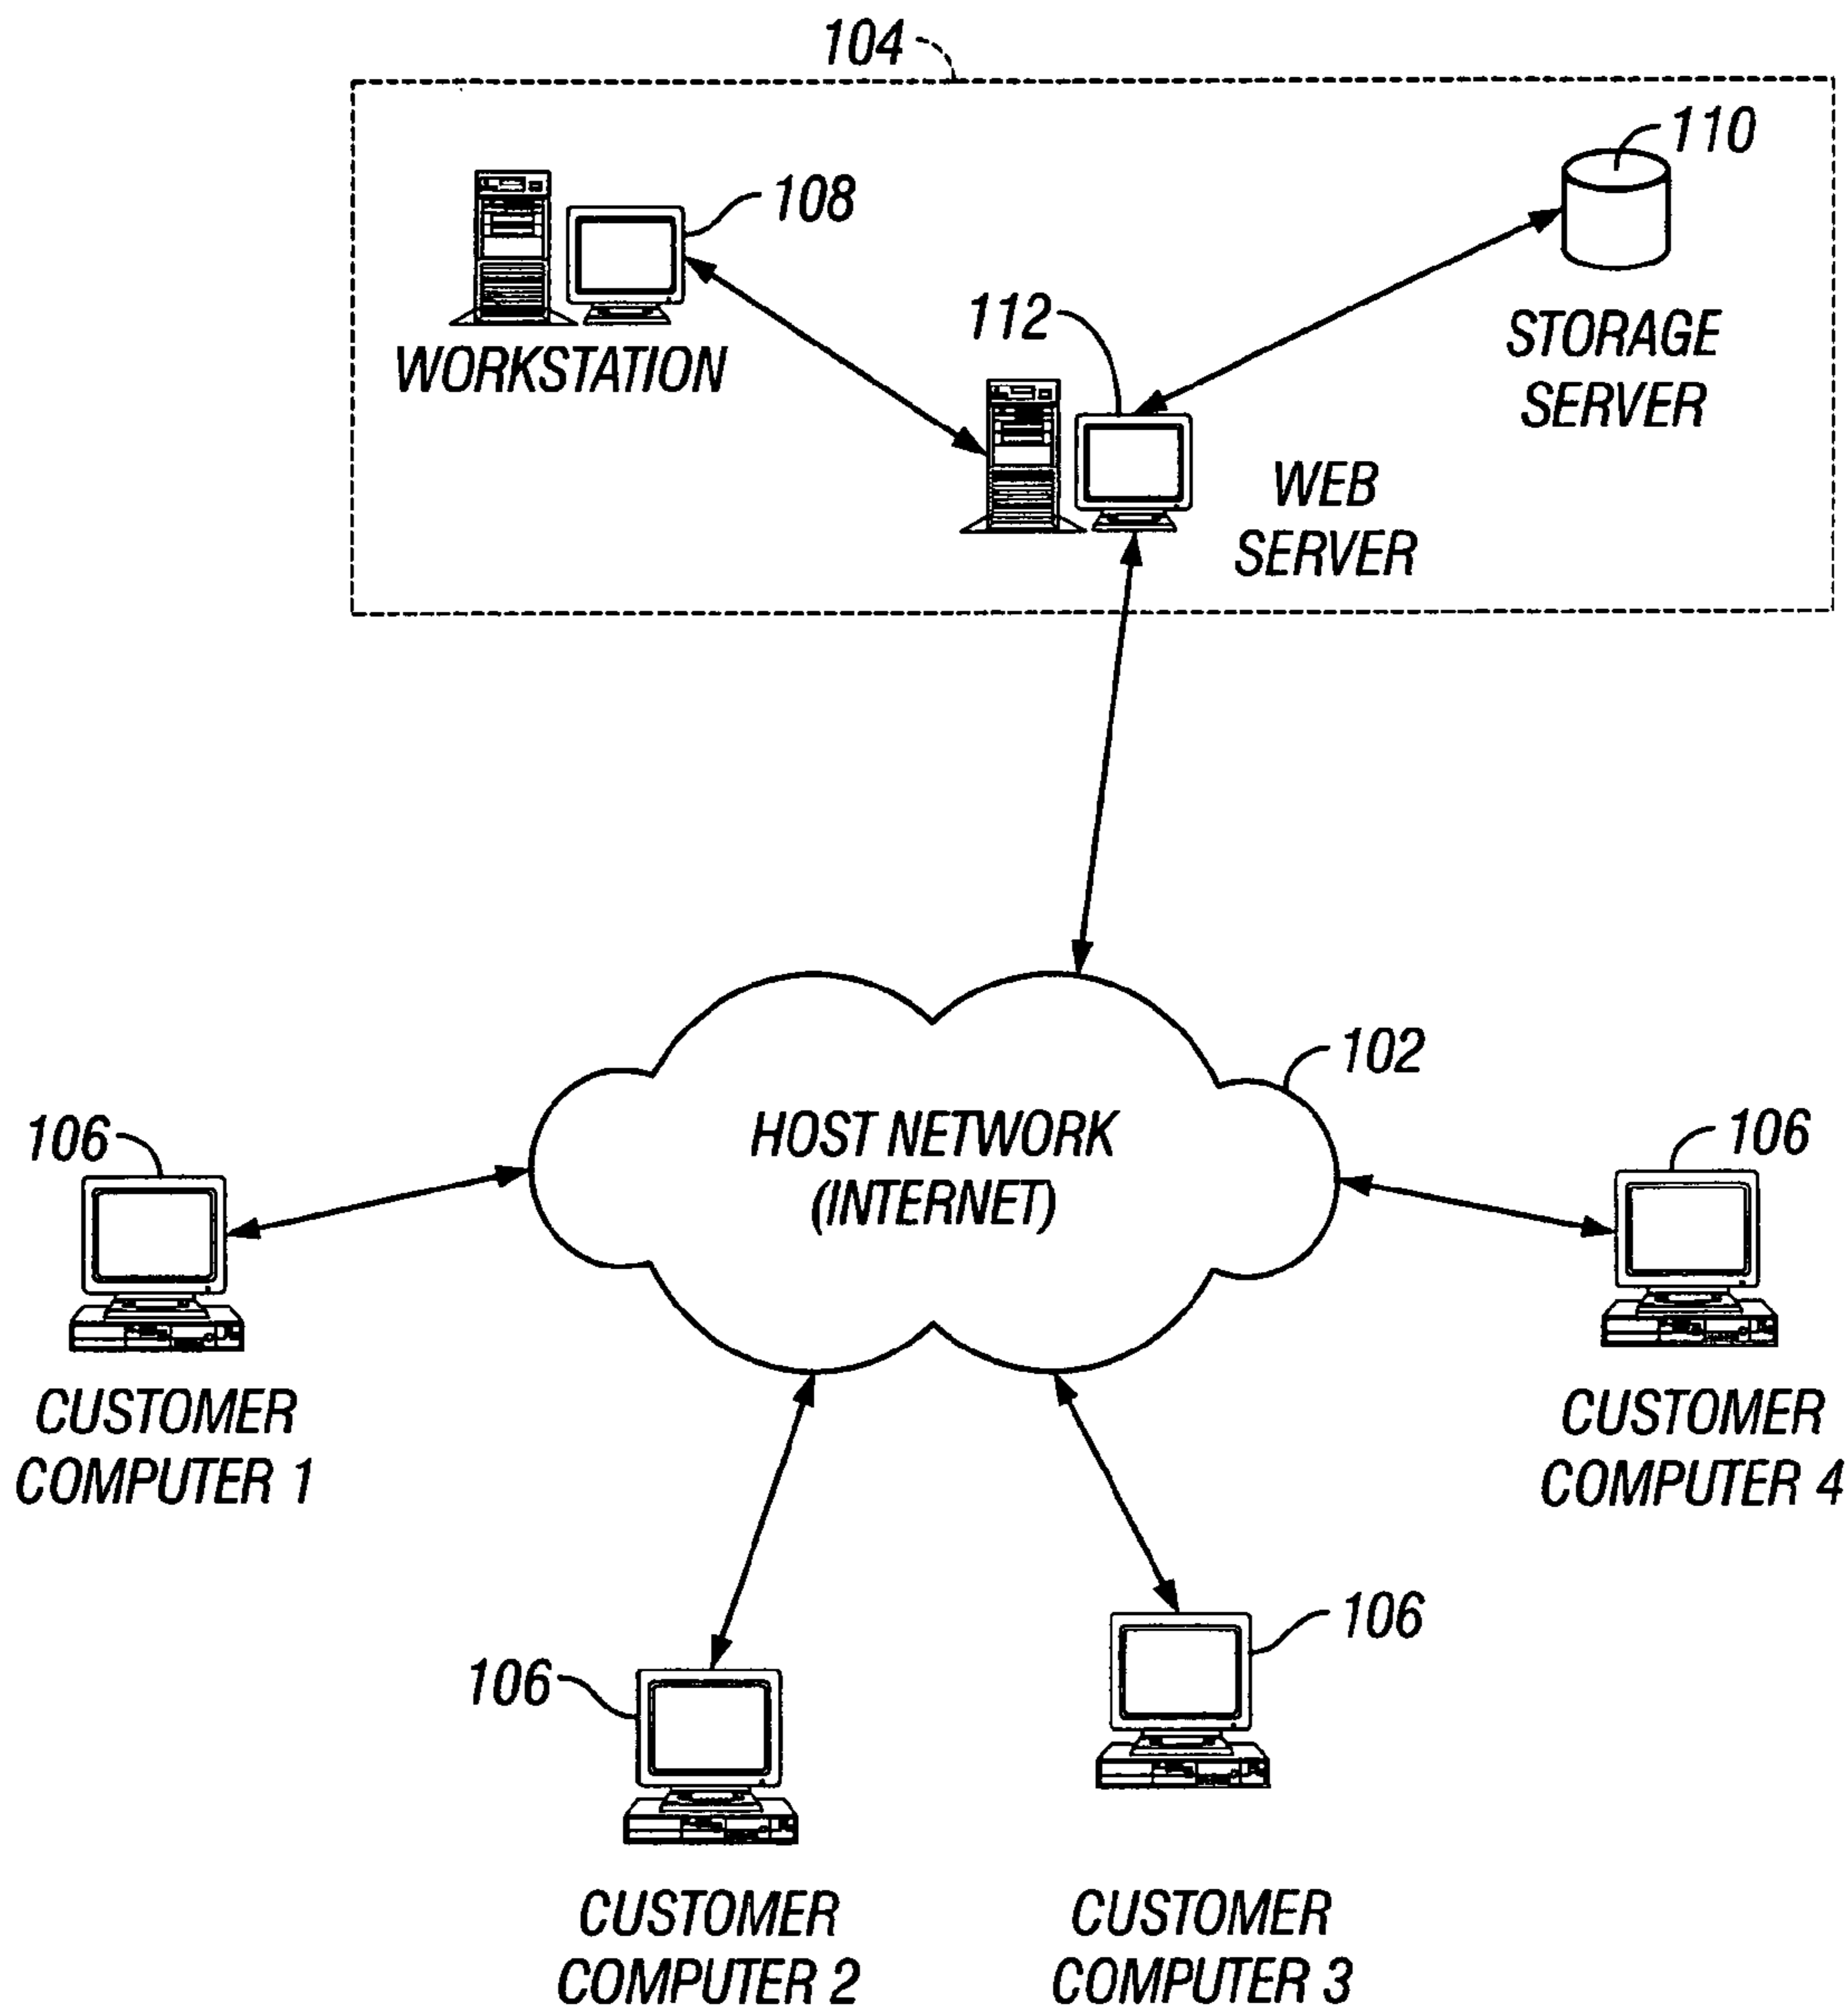 104
110
108
112
WORKSTATION
STORAGE
SERVER
WEB
SERVER
102
HOST NETWORK
(INTERNET)
106
106
CUSTOMER
COMPUTER 1
CUSTOMER
COMPUTER 4
106
106
CUSTOMER
COMPUTER 2
CUSTOMER
COMPUTER 3